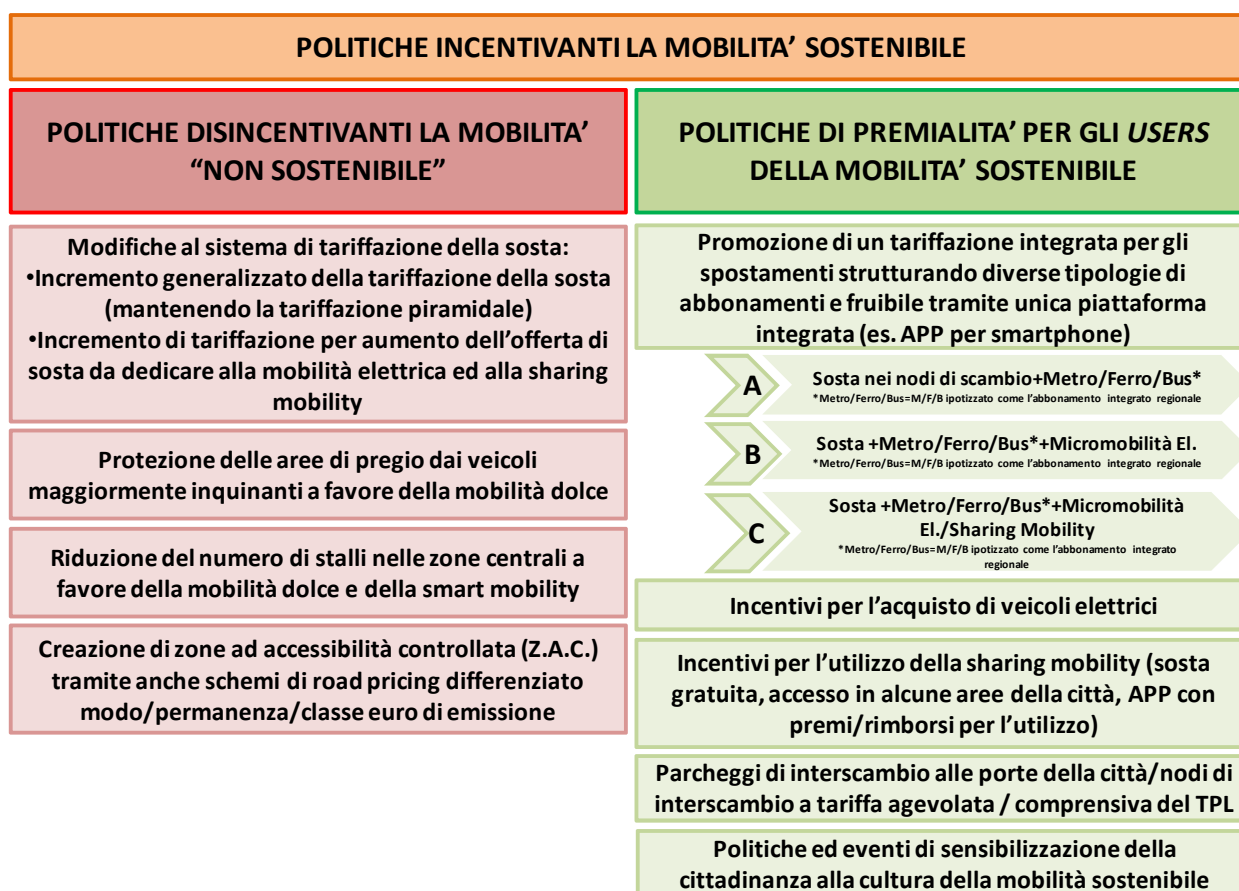 POLITICHE INCENTIVANTI LA MOBILITA’ SOSTENIBILE
POLITICHE DISINCENTIVANTI LA MOBILITA’
“NON SOSTENIBILE”
Modifiche al sistema di tariffazione della sosta:
•Incremento generalizzato della tariffazione della sosta
(mantenendo la tariffazione piramidale)
•Incremento di tariffazione per aumento dell’offerta di
sosta da dedicare alla mobilità elettrica ed alla sharing
mobility
Protezione delle aree di pregio dai veicoli
maggiormente inquinanti a favore della mobilità dolce
Riduzione del numero di stalli nelle zone centrali a
favore della mobilità dolce e della smart mobility
Creazione di zone ad accessibilità controllata (Z.A.C.)
tramite anche schemi di road pricing differenziato
modo/permanenza/classe euro di emissione
POLITICHE DI PREMIALITA’ PER GLI USERS
DELLA MOBILITA’ SOSTENIBILE
Promozione di un tariffazione integrata per gli
spostamenti strutturando diverse tipologie di
abbonamenti e fruibile tramite unica piattaforma
integrata (es. APP per smartphone)
A
Sosta nei nodi di scambio+Metro/Ferro/Bus*
*Metro/Ferro/Bus=M/F/B ipotizzato come l’abbonamento integrato regionale
B
Sosta +Metro/Ferro/Bus*+Micromobilità El.
*Metro/Ferro/Bus=M/F/B ipotizzato come l’abbonamento integrato regionale
C
Sosta +Metro/Ferro/Bus*+Micromobilità
El./Sharing Mobility
*Metro/Ferro/Bus=M/F/B ipotizzato come l’abbonamento integrato
regionale
Incentivi per l’acquisto di veicoli elettrici
Incentivi per l’utilizzo della sharing mobility (sosta
gratuita, accesso in alcune aree della città, APP con
premi/rimborsi per l’utilizzo)
Parcheggi di interscambio alle porte della città/nodi di
interscambio a tariffa agevolata / comprensiva del TPL
Politiche ed eventi di sensibilizzazione della
cittadinanza alla cultura della mobilità sostenibile